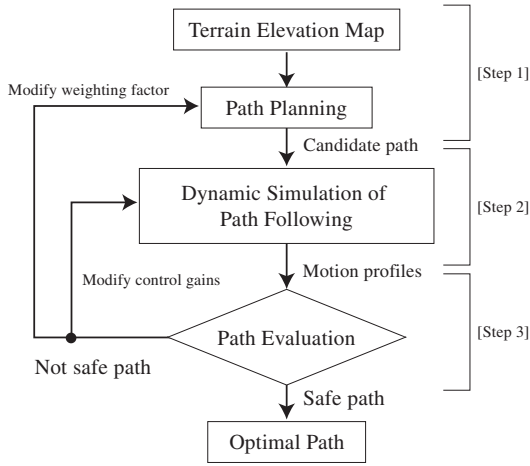 Terrain Elevation Map
[Step 1]
Modify weighting factor
Path Planning
Candidate path
Dynamic Simulation of
Path Following
[Step 2]
Modify control gains
Motion profiles
Path Evaluation
[Step 3]
Not safe path
Safe path
Optimal Path